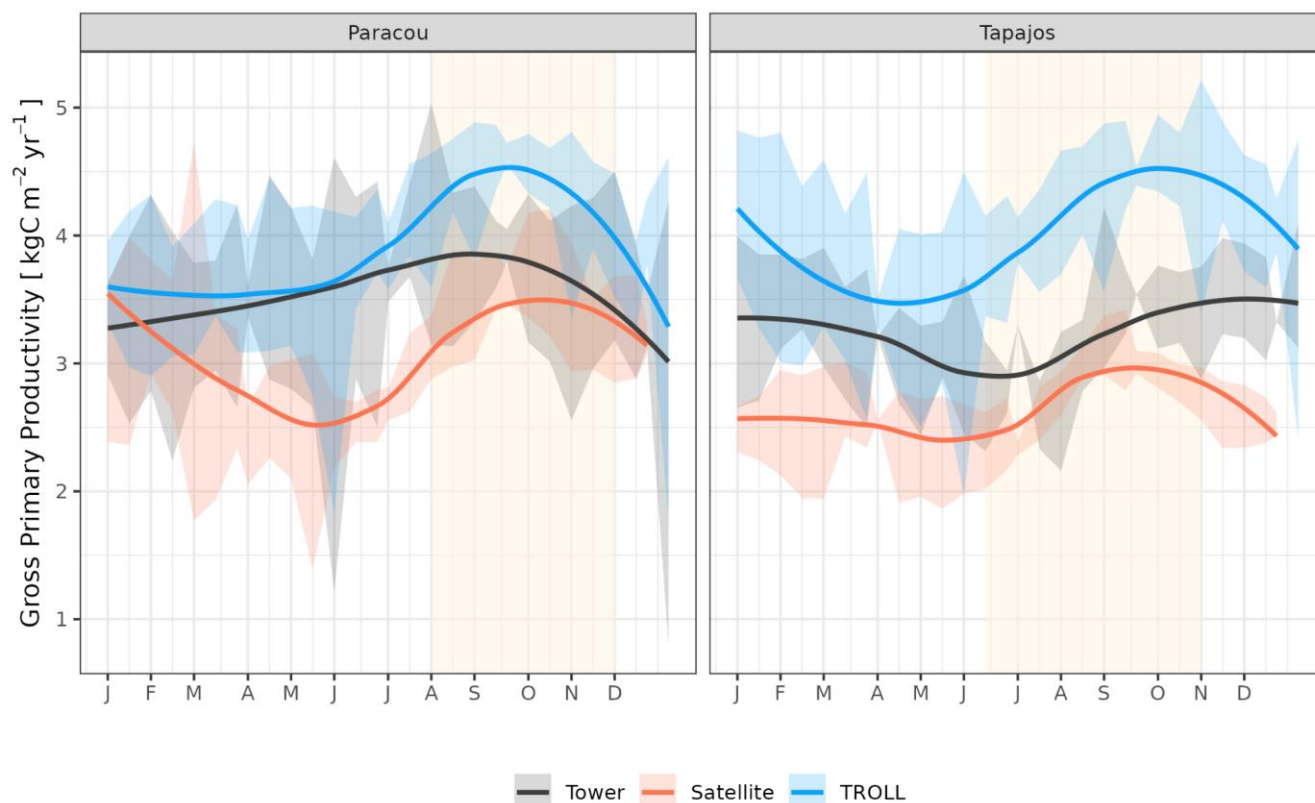 Paracou
Tapajos
Gross Primary Productivity [ kgC m⁻² yr⁻¹ ]
5
4
3
2
1
J F M A M J J A S O N D
J F M A M J J A S O N D
Tower Satellite TROLL